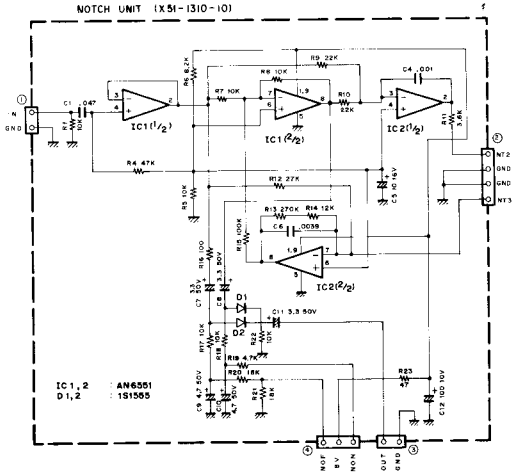 NOTCH UNIT (X51-1310-10)
R9 22K
R6 8.2K
C4 .001
R8 10K
R7 10K
R10
22K
1,9
C1 .047
3
4
2
IC1(1/2)
7
6
8
5
IC1(2/2)
3
4
2
IC2(1/2)
R11
3.6K
1
IN
GND
R1
10K
2
NT2
GND
GND
NT3
R4 47K
C5 10 16V
R12 27K
R5 10K
R13 270K
R14 12K
C6 .0039
R15 100K
1,9
7
8
6
5
IC2(2/2)
R16 100
3.3 50V
C7
3.3 50V
C8
D1
D2
C11 3.3 50V
R22
10K
R17 10K
R18 10K
R19 4.7K
R20 18K
R21
18K
R23
47
C9 4.7 50V
C10
4.7 50V
C12 100 10V
IC1,2 : AN6551
D1,2 : 1S1555
4
3
NOF
8V
NON
OUT
GND